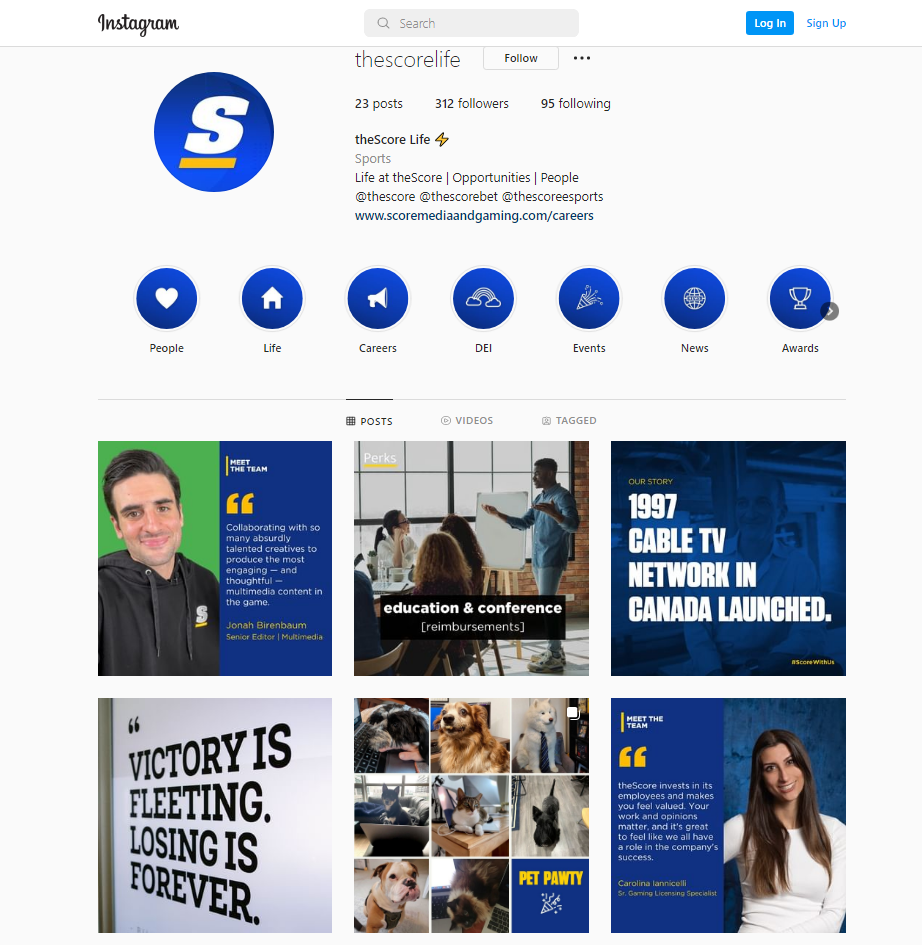 Instagram
Search
Log In
Sign Up
thescorelife
Follow
23 posts
312 followers
95 following
theScore Life ⚡
Sports
Life at theScore | Opportunities | People
@thescore @thescorebet @thescoreesports
www.scoremediaandgaming.com/careers
S
People
Life
Careers
DEI
Events
News
Awards
POSTS
VIDEOS
TAGGED
MEET
THE TEAM
“
Collaborating with so
many absurdly
talented creatives to
produce the most
engaging — and
thoughtful —
multimedia content in
the game.
Jonah Birenbaum
Senior Editor | Multimedia
S
Perks
education & conference
[reimbursements]
OUR STORY
1997
CABLE TV
NETWORK IN
CANADA LAUNCHED.
#ScoreWithUs
“
VICTORY IS
FLEETING.
LOSING IS
FOREVER.
PET PAWTY
MEET THE
TEAM
“
theScore invests in its
employees and makes
you feel valued. Your
work and opinions
matter, and it's great
to feel like we all have
a role in the company's
success.
Carolina Iannicelli
Sr. Gaming Licensing Specialist